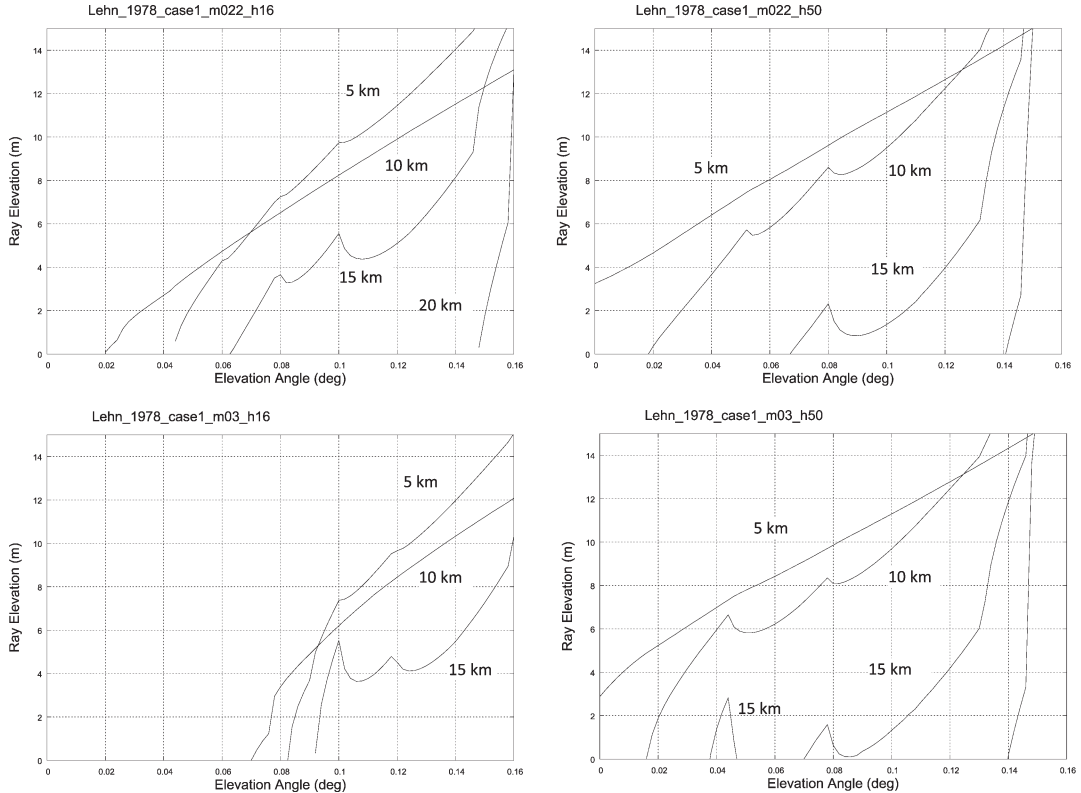 Lehn_1978_case1_m022_h16
Ray Elevation (m)
14
12
10
8
6
4
2
0
5 km
10 km
15 km
20 km
0 0.02 0.04 0.06 0.08 0.1 0.12 0.14 0.16
Elevation Angle (deg)
Lehn_1978_case1_m022_h50
Ray Elevation (m)
14
12
10
8
6
4
2
0
5 km
10 km
15 km
0 0.02 0.04 0.06 0.08 0.1 0.12 0.14 0.16
Elevation Angle (deg)
Lehn_1978_case1_m03_h16
Ray Elevation (m)
14
12
10
8
6
4
2
0
5 km
10 km
15 km
0 0.02 0.04 0.06 0.08 0.1 0.12 0.14 0.16
Elevation Angle (deg)
Lehn_1978_case1_m03_h50
Ray Elevation (m)
14
12
10
8
6
4
2
0
5 km
10 km
15 km
15 km
0 0.02 0.04 0.06 0.08 0.1 0.12 0.14 0.16
Elevation Angle (deg)